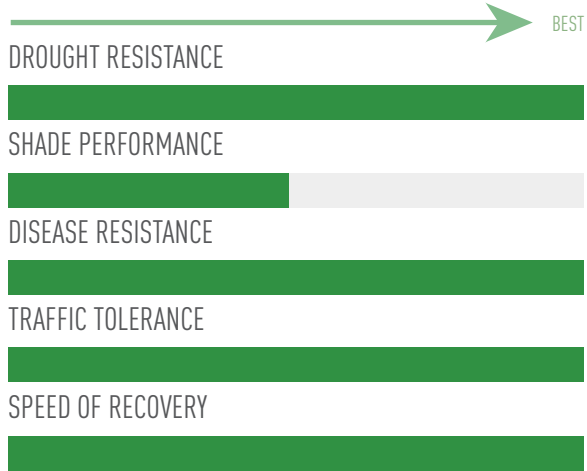 BEST
DROUGHT RESISTANCE
SHADE PERFORMANCE
DISEASE RESISTANCE
TRAFFIC TOLERANCE
SPEED OF RECOVERY